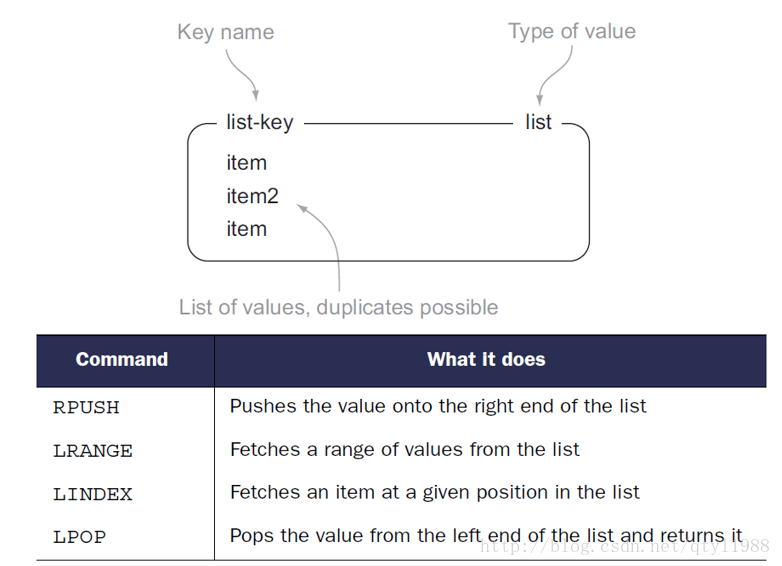 Key name Type of value
list-key list
item
item2
item
List of values, duplicates possible
Command What It does
RPUSH Pushes the value onto the right end of the list
LRANGE Fetches a range of values from the list
LINDEX Fetches an item at a given position in the list
LPOP Pops the value from the left end of the list and returns it
http://blog.csdn.net/qtyl1988